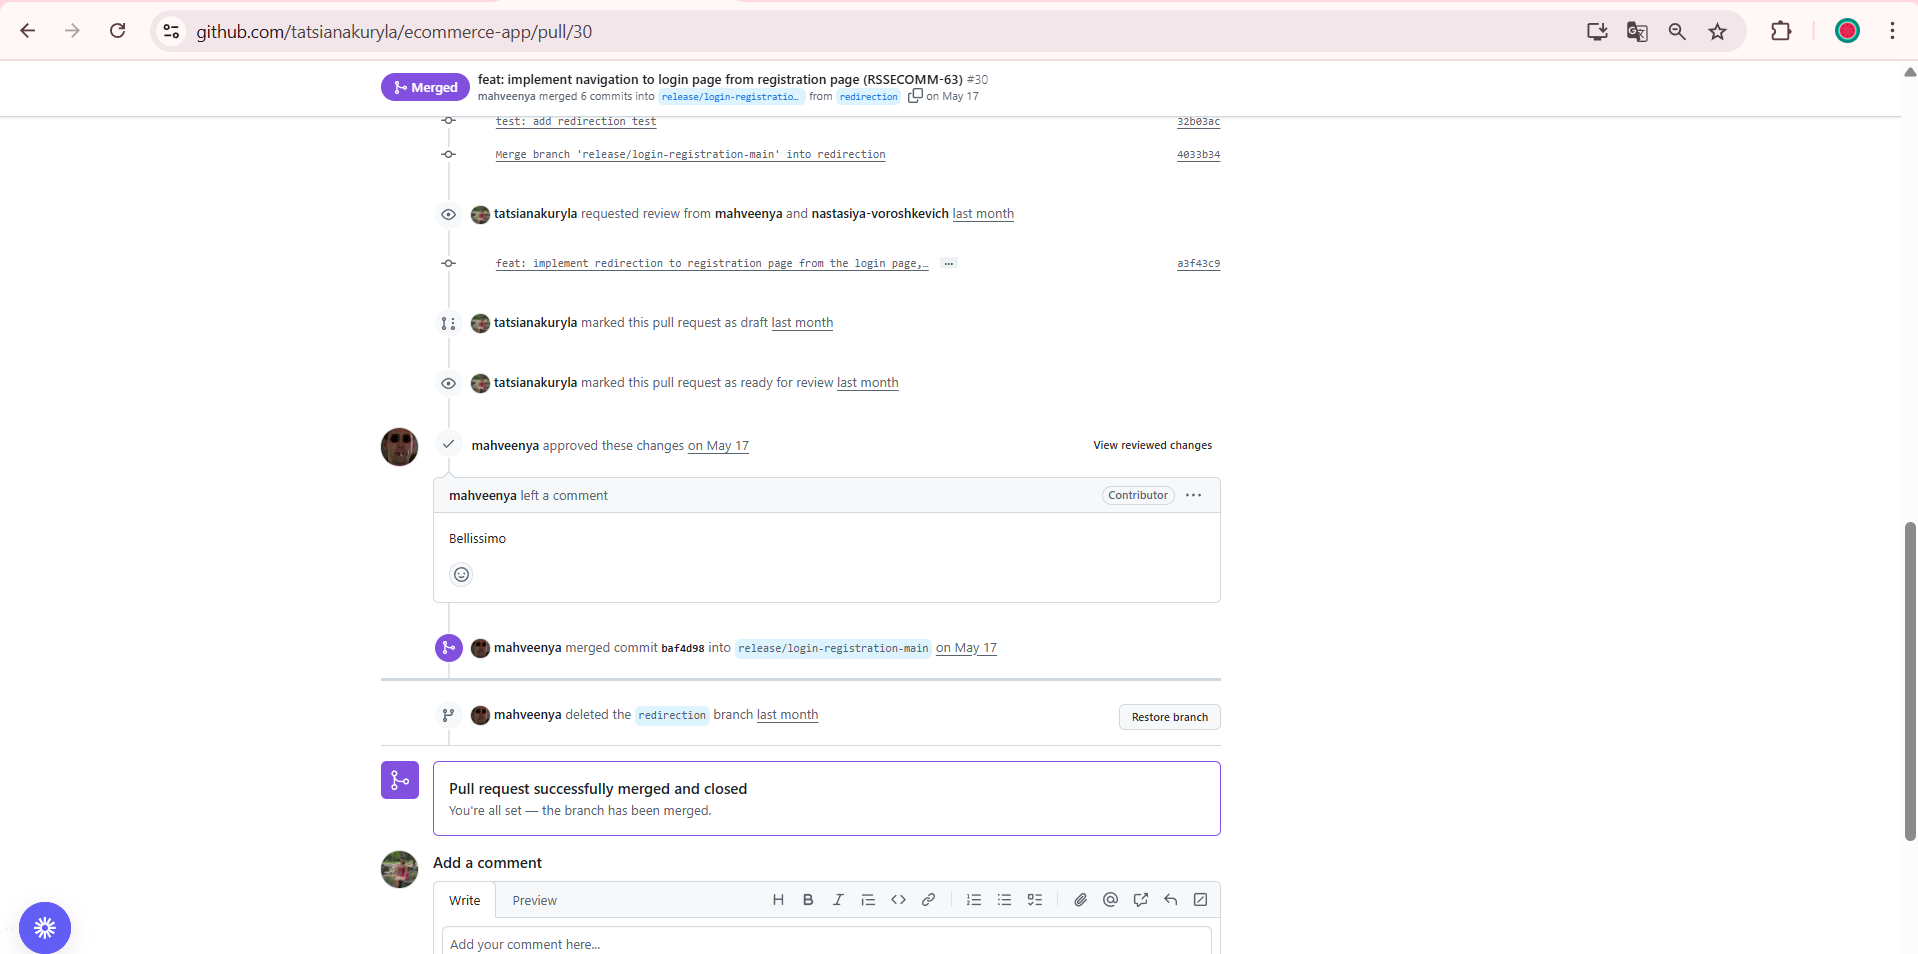 github.com/tatsianakuryla/ecommerce-app/pull/30
Merged
feat: implement navigation to login page from registration page (RSSECOMM-63) #30
mahveenya merged 6 commits into release/login-registratio… from redirection on May 17
test: add redirection test 32b03ac
Merge branch 'release/login-registration-main' into redirection 4033b34
tatsianakuryla requested review from mahveenya and nastasiya-voroshkevich last month
feat: implement redirection to registration page from the login page,… … a3f43c9
tatsianakuryla marked this pull request as draft last month
tatsianakuryla marked this pull request as ready for review last month
mahveenya approved these changes on May 17 View reviewed changes
mahveenya left a comment Contributor
Bellissimo
mahveenya merged commit baf4d98 into release/login-registration-main on May 17
mahveenya deleted the redirection branch last month Restore branch
Pull request successfully merged and closed
You're all set — the branch has been merged.
Add a comment
Write Preview
Add your comment here...